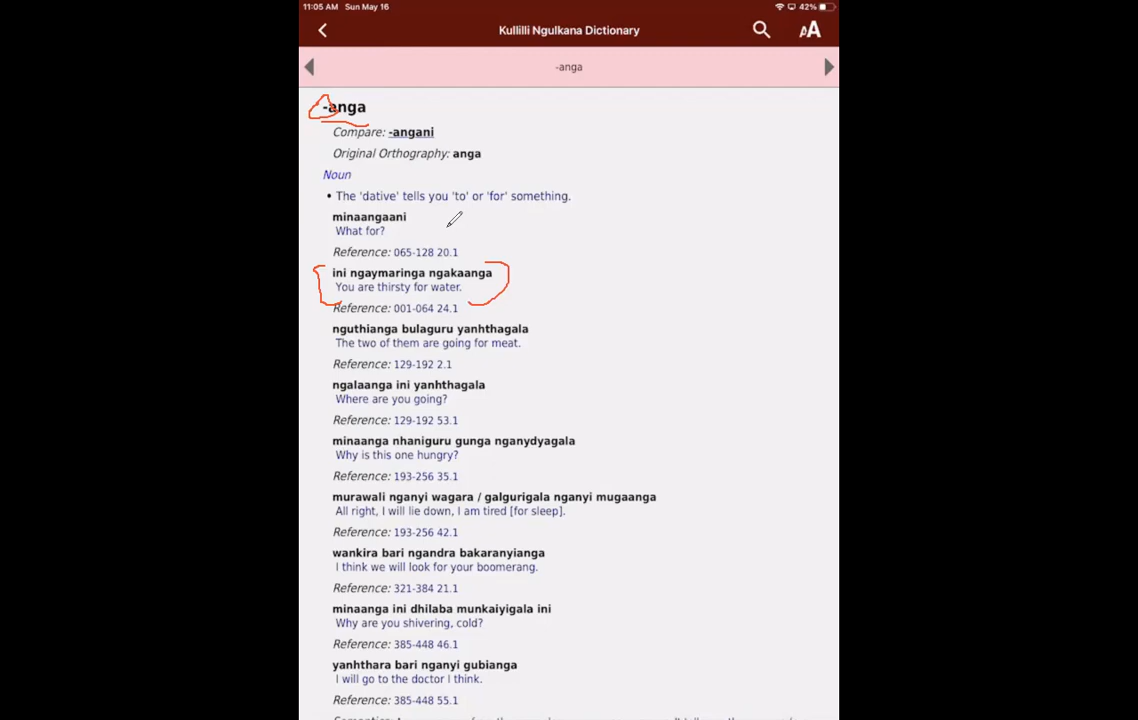 11:05 AM Sun May 16 42%
Kullilli Ngulkana Dictionary AA
-anga
-anga
Compare: -angani
Original Orthography: anga
Noun
• The 'dative' tells you 'to' or 'for' something.
minaangaani
What for?
Reference: 065-128 20.1
ini ngaymaringa ngakaanga
You are thirsty for water.
Reference: 001-064 24.1
nguthianga bulaguru yanhthagala
The two of them are going for meat.
Reference: 129-192 2.1
ngalaanga ini yanhthagala
Where are you going?
Reference: 129-192 53.1
minaanga nhaniguru gunga nganydyagala
Why is this one hungry?
Reference: 193-256 35.1
murawali nganyi wagara / galgurigala nganyi mugaanga
All right, I will lie down, I am tired [for sleep].
Reference: 193-256 42.1
wankira bari ngandra bakaranyianga
I think we will look for your boomerang.
Reference: 321-384 21.1
minaanga ini dhilaba munkaiyigala ini
Why are you shivering, cold?
Reference: 385-448 46.1
yanhthara bari nganyi gubianga
I will go to the doctor I think.
Reference: 385-448 55.1